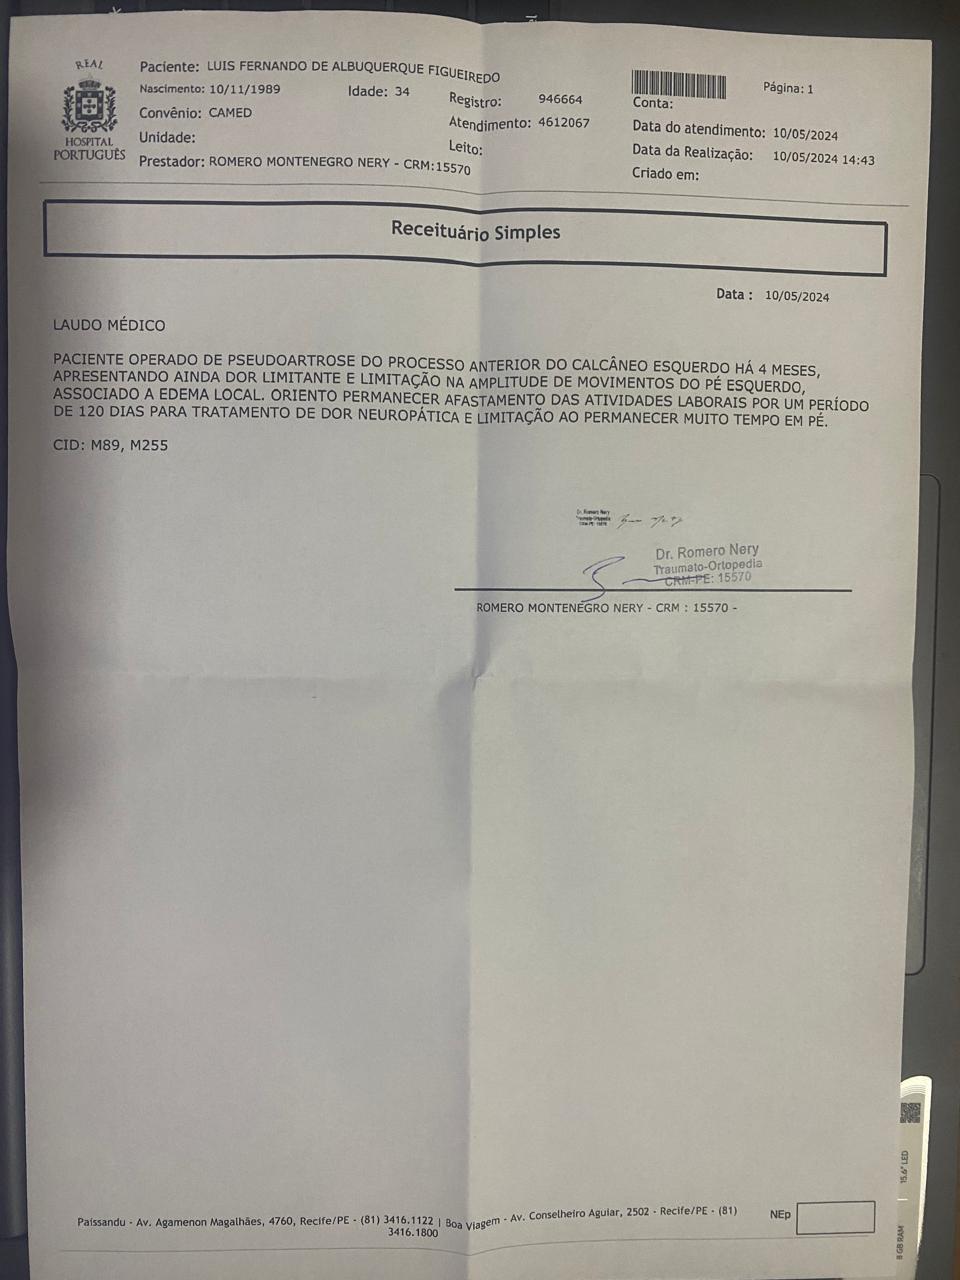 REAL
HOSPITAL
PORTUGUÊS
Paciente: LUIS FERNANDO DE ALBUQUERQUE FIGUEIREDO
Nascimento: 10/11/1989 Idade: 34
Convênio: CAMED
Unidade:
Prestador: ROMERO MONTENEGRO NERY - CRM:15570
Registro: 946664
Atendimento: 4612067
Leito:
Página: 1
Conta:
Data do atendimento: 10/05/2024
Data da Realização: 10/05/2024 14:43
Criado em:
Receituário Simples
Data : 10/05/2024
LAUDO MÉDICO
PACIENTE OPERADO DE PSEUDOARTROSE DO PROCESSO ANTERIOR DO CALCÂNEO ESQUERDO HÁ 4 MESES,
APRESENTANDO AINDA DOR LIMITANTE E LIMITAÇÃO NA AMPLITUDE DE MOVIMENTOS DO PÉ ESQUERDO,
ASSOCIADO A EDEMA LOCAL. ORIENTO PERMANECER AFASTAMENTO DAS ATIVIDADES LABORAIS POR UM PERÍODO
DE 120 DIAS PARA TRATAMENTO DE DOR NEUROPÁTICA E LIMITAÇÃO AO PERMANECER MUITO TEMPO EM PÉ.
CID: M89, M255
Dr. Romero Nery
Traumato-Ortopedia
CRM-PE: 15570
Dr. Romero Nery
Traumato-Ortopedia
CRM-PE: 15570
ROMERO MONTENEGRO NERY - CRM : 15570 -
Paissandu - Av. Agamenon Magalhães, 4760, Recife/PE - (81) 3416.1122 | Boa Viagem - Av. Conselheiro Aguiar, 2502 - Recife/PE - (81)
3416.1800
NEp
15.6" LED
8 GB RAM